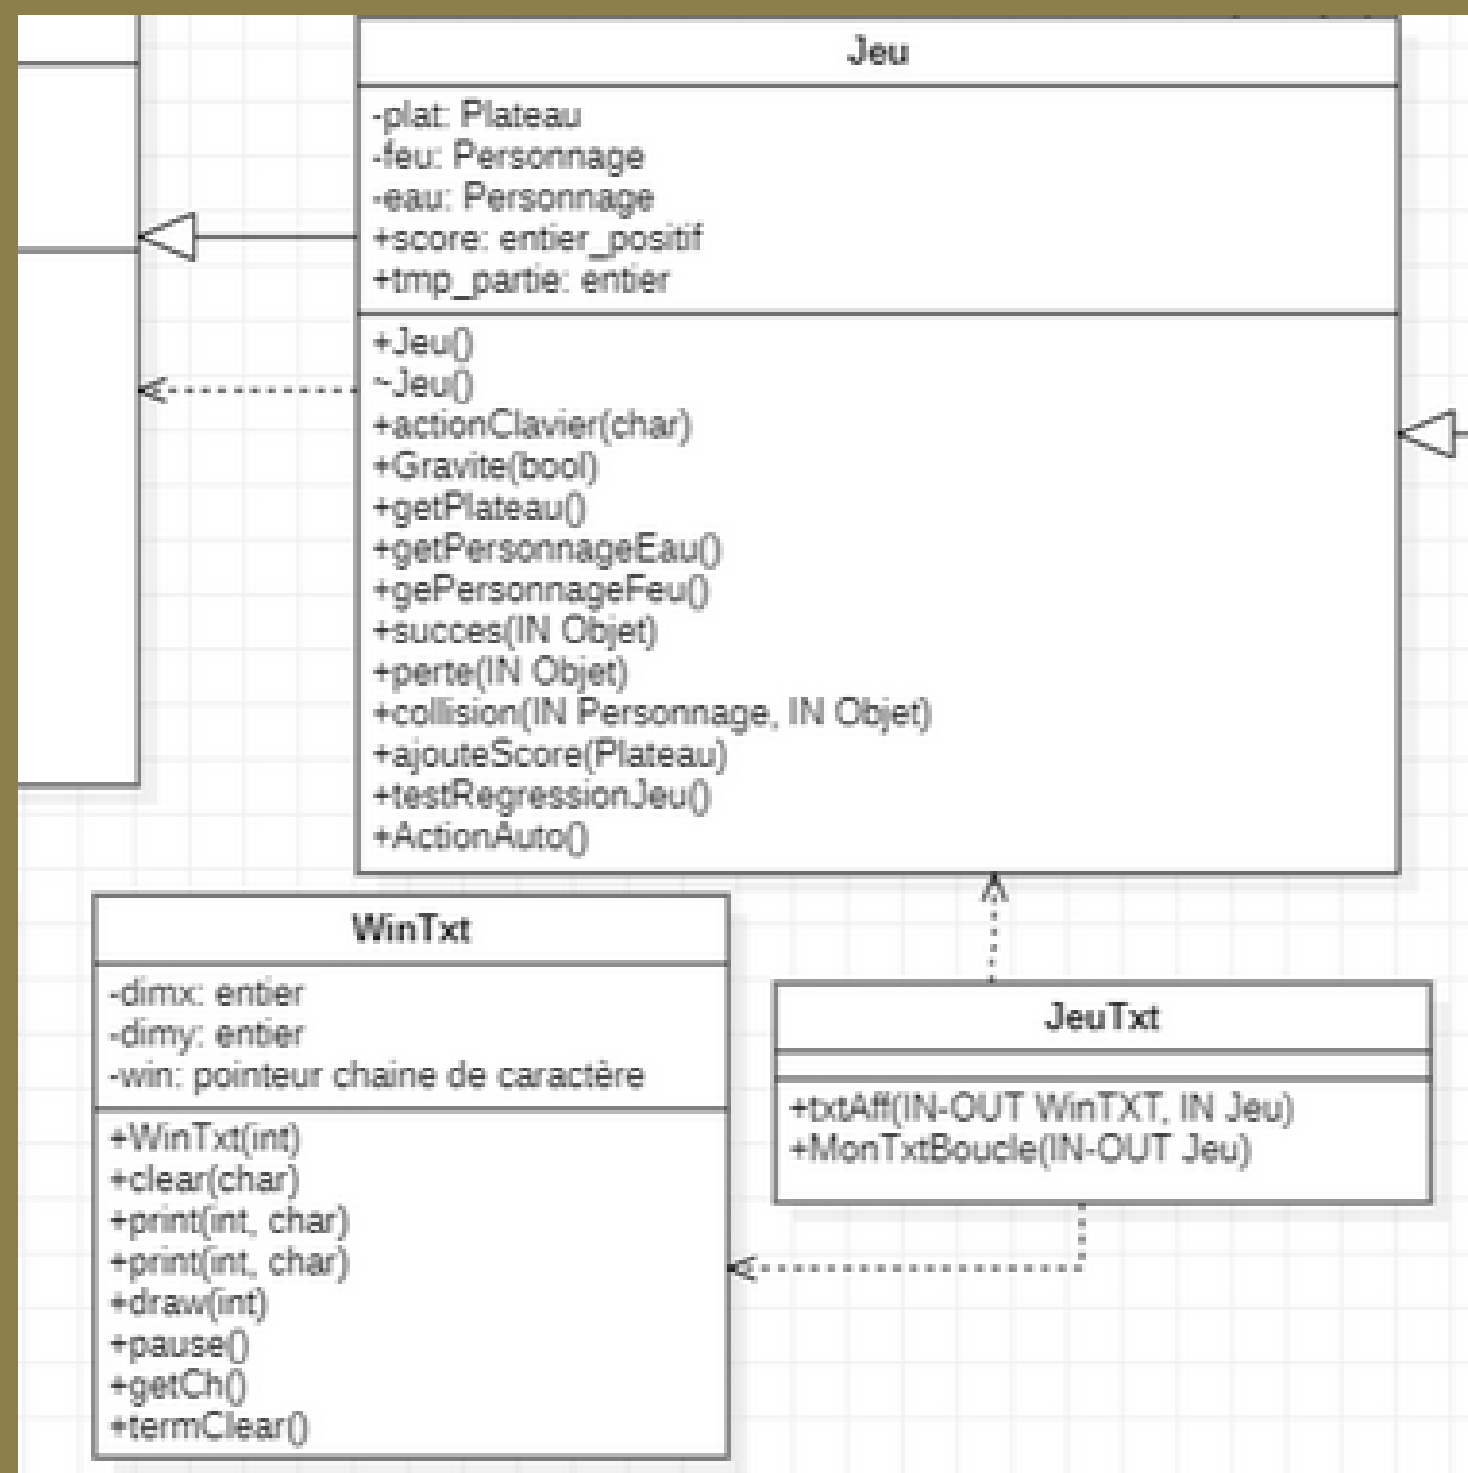 Jeu
-plat: Plateau
-feu: Personnage
-eau: Personnage
+score: entier_positif
+tmp_partie: entier
+Jeu()
~Jeu()
+actionClavier(char)
+Gravite(bool)
+getPlateau()
+getPersonnageEau()
+gePersonnageFeu()
+succes(IN Objet)
+perte(IN Objet)
+collision(IN Personnage, IN Objet)
+ajouteScore(Plateau)
+testRegressionJeu()
+ActionAuto()
WinTxt
-dimx: entier
-dimy: entier
-win: pointeur chaine de caractère
+WinTxt(int)
+clear(char)
+print(int, char)
+print(int, char)
+draw(int)
+pause()
+getCh()
+termClear()
JeuTxt
+txtAff(IN-OUT WinTXT, IN Jeu)
+MonTxtBoucle(IN-OUT Jeu)